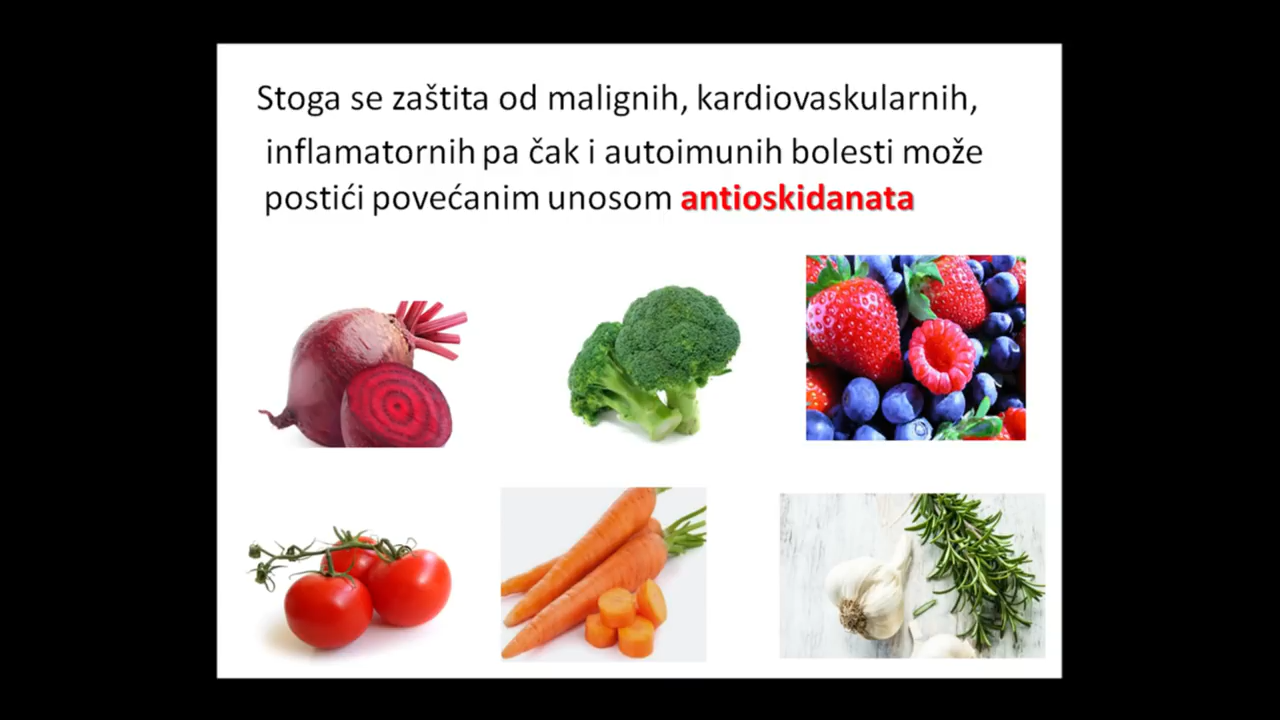 Stoga se zaštita od malignih, kardiovaskularnih,
inflamatornih pa čak i autoimunih bolesti može
postići povećanim unosom antioskidanata